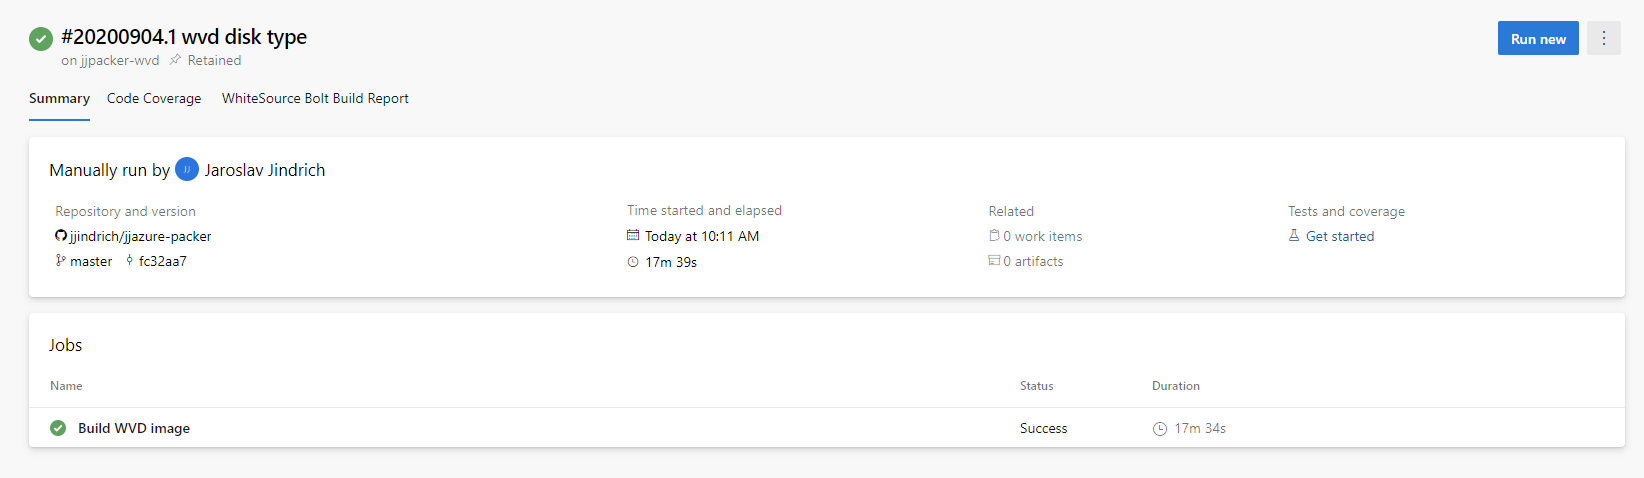 #20200904.1 wvd disk type
Run new
on jjpacker-wvd Retained
Summary Code Coverage WhiteSource Bolt Build Report
Manually run by JJ Jaroslav Jindrich
Repository and version
Time started and elapsed
Related
Tests and coverage
jjindrich/jjazure-packer
Today at 10:11 AM
0 work items
Get started
master fc32aa7
17m 39s
0 artifacts
Jobs
Name Status Duration
Build WVD image Success 17m 34s